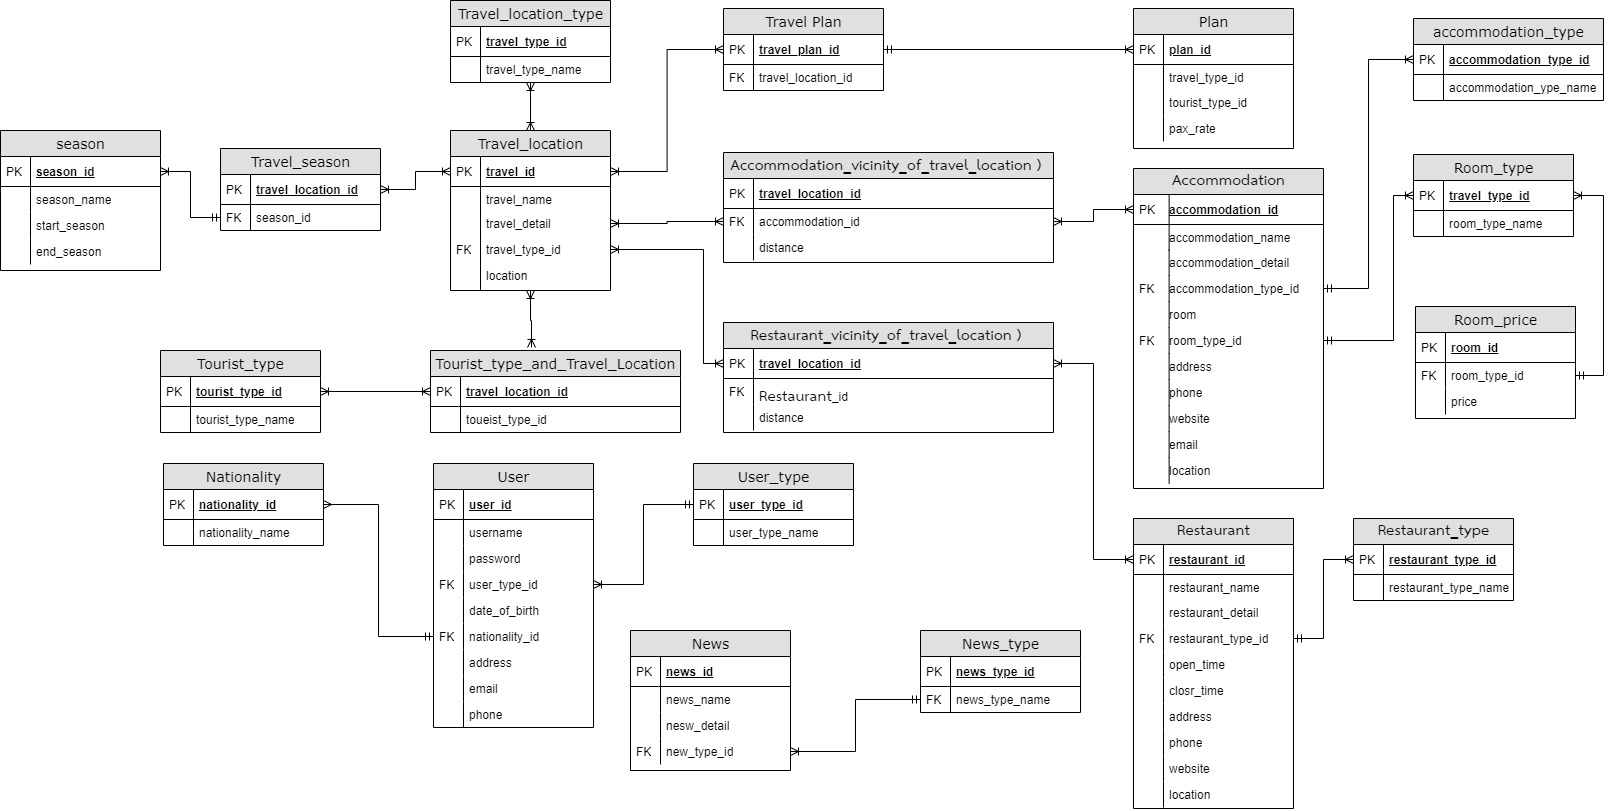 Travel_location_type
PK travel_type_id
travel_type_name
Travel Plan
PK travel_plan_id
FK travel_location_id
Plan
PK plan_id
travel_type_id
tourist_type_id
pax_rate
accommodation_type
PK accommodation_type_id
accommodation_ype_name
season
PK season_id
season_name
start_season
end_season
Travel_season
PK travel_location_id
FK season_id
Travel_location
PK travel_id
travel_name
travel_detail
FK travel_type_id
location
Accommodation_vicinity_of_travel_location )
PK travel_location_id
FK accommodation_id
distance
Accommodation
PK accommodation_id
accommodation_name
accommodation_detail
FK accommodation_type_id
room
FK room_type_id
address
phone
website
email
location
Room_type
PK travel_type_id
room_type_name
Room_price
PK room_id
FK room_type_id
price
Restaurant_vicinity_of_travel_location )
PK travel_location_id
FK Restaurant_id
distance
Tourist_type
PK tourist_type_id
tourist_type_name
Tourist_type_and_Travel_Location
PK travel_location_id
toueist_type_id
Nationality
PK nationality_id
nationality_name
User
PK user_id
username
password
FK user_type_id
date_of_birth
FK nationality_id
address
email
phone
User_type
PK user_type_id
user_type_name
Restaurant
PK restaurant_id
restaurant_name
restaurant_detail
FK restaurant_type_id
open_time
closr_time
address
phone
website
location
Restaurant_type
PK restaurant_type_id
restaurant_type_name
News
PK news_id
news_name
nesw_detail
FK new_type_id
News_type
PK news_type_id
FK news_type_name